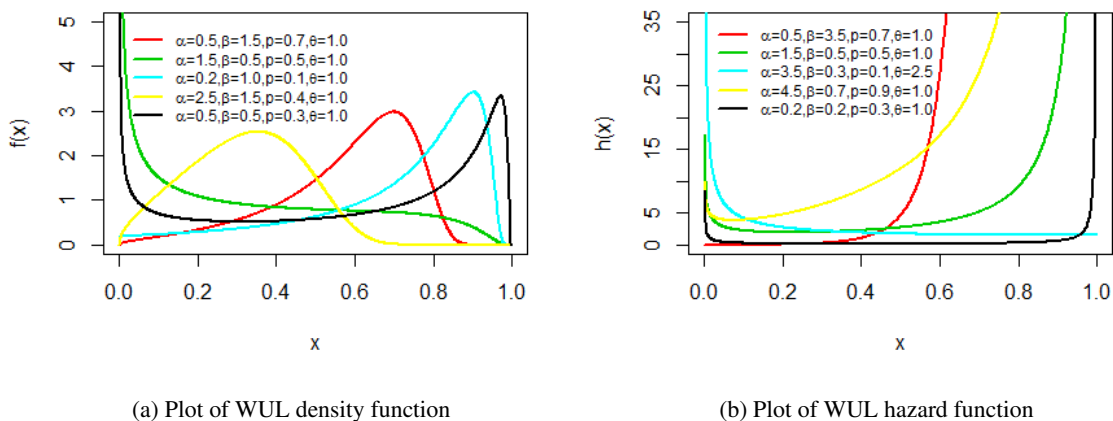 f(x)
5
4
3
2
1
0
α=0.5,β=1.5,p=0.7,θ=1.0
α=1.5,β=0.5,p=0.5,θ=1.0
α=0.2,β=1.0,p=0.1,θ=1.0
α=2.5,β=1.5,p=0.4,θ=1.0
α=0.5,β=0.5,p=0.3,θ=1.0
0.0 0.2 0.4 0.6 0.8 1.0
x
(a) Plot of WUL density function
h(x)
35
25
15
5
0
α=0.5,β=3.5,p=0.7,θ=1.0
α=1.5,β=0.5,p=0.5,θ=1.0
α=3.5,β=0.3,p=0.1,θ=2.5
α=4.5,β=0.7,p=0.9,θ=1.0
α=0.2,β=0.2,p=0.3,θ=1.0
0.0 0.2 0.4 0.6 0.8 1.0
x
(b) Plot of WUL hazard function